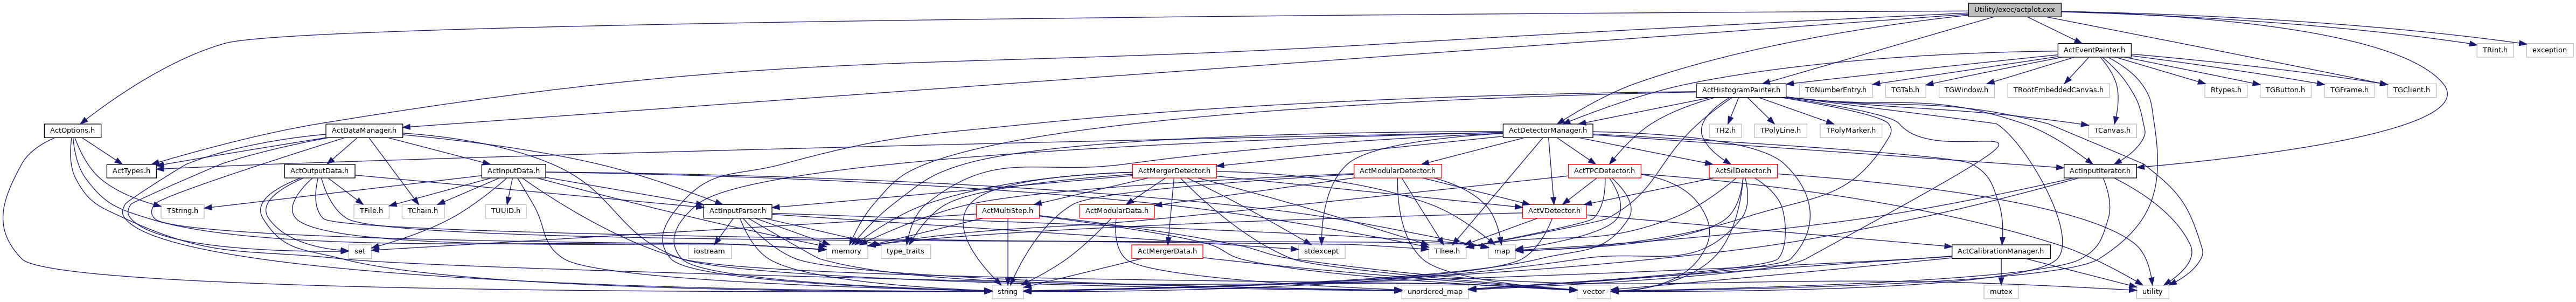 Utility/exec/actplot.cxx
ActEventPainter.h
TRint.h
exception
ActHistogramPainter.h
TGNumberEntry.h
TGTab.h
TGWindow.h
TRootEmbeddedCanvas.h
Rtypes.h
TGButton.h
TGFrame.h
TGClient.h
ActOptions.h
ActDataManager.h
ActDetectorManager.h
TH2.h
TPolyLine.h
TPolyMarker.h
TCanvas.h
ActTypes.h
ActOutputData.h
ActInputData.h
ActMergerDetector.h
ActModularDetector.h
ActTPCDetector.h
ActSilDetector.h
ActInputIterator.h
TString.h
TFile.h
TChain.h
TUUID.h
ActInputParser.h
ActMultiStep.h
ActModularData.h
ActVDetector.h
set
iostream
memory
type_traits
ActMergerData.h
stdexcept
TTree.h
map
ActCalibrationManager.h
string
unordered_map
vector
mutex
utility